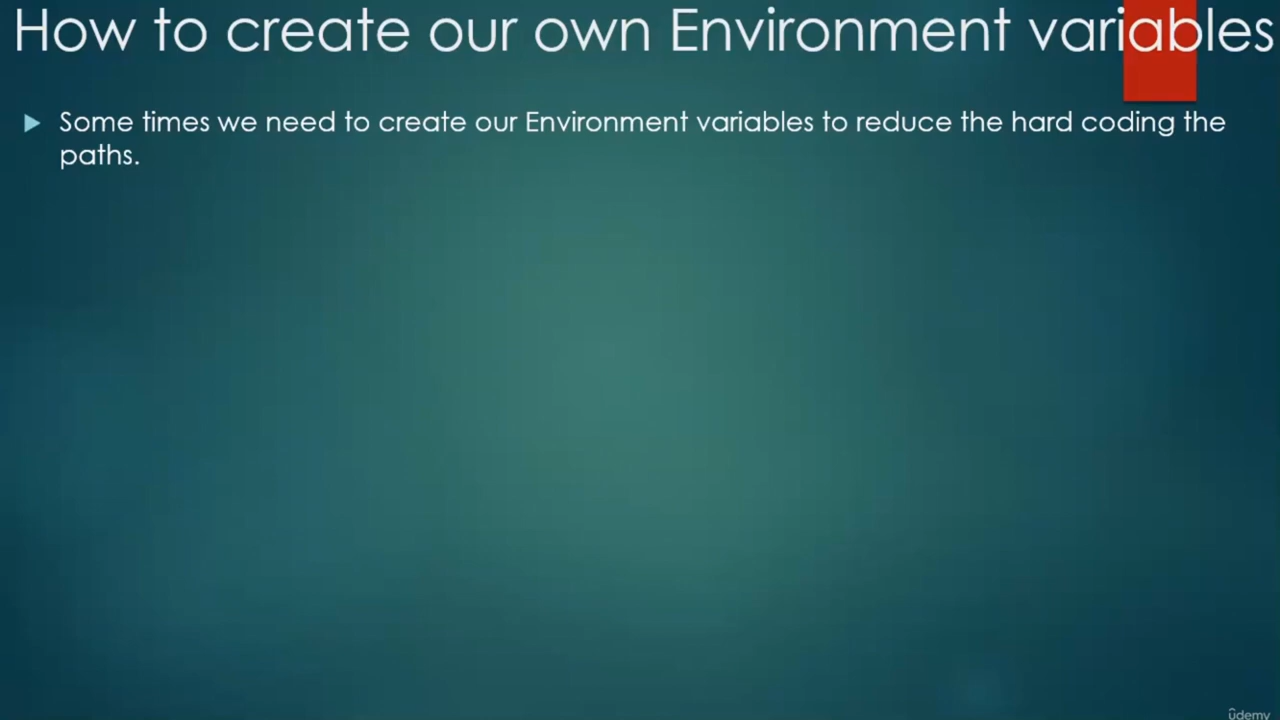 How to create our own Environment variables
Some times we need to create our Environment variables to reduce the hard coding the
paths.
ûdemy